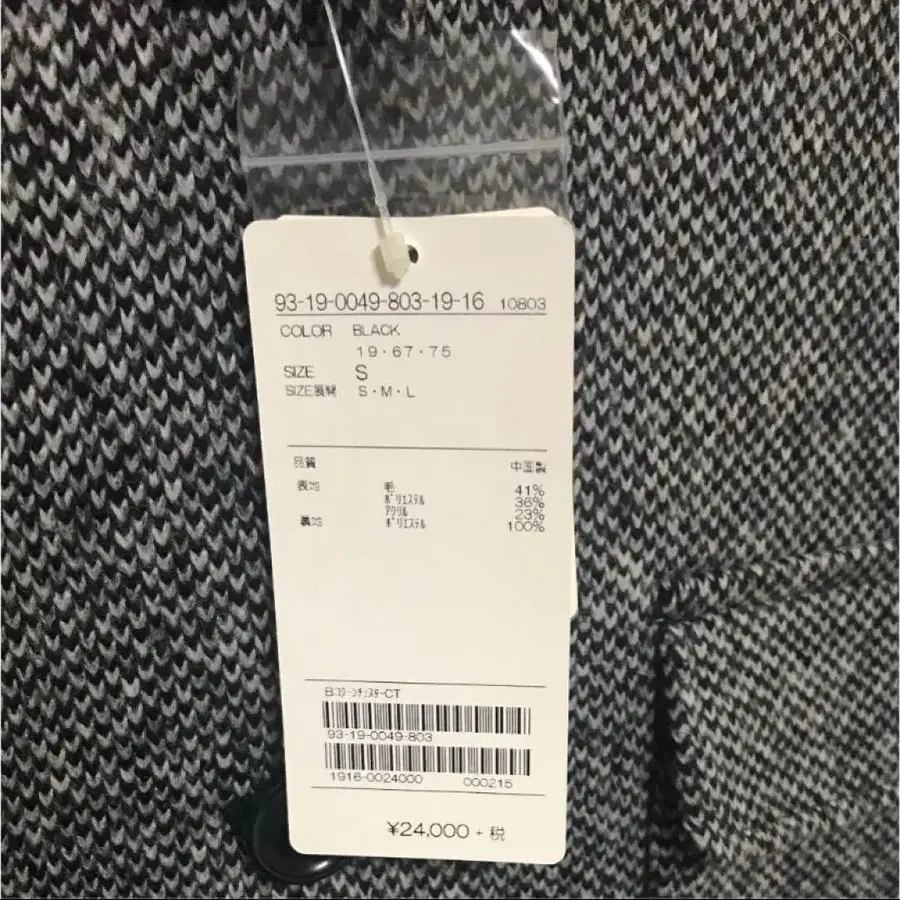 93-19-0049-803-19-16 10803
COLOR BLACK
19・67・75
SIZE S
SIZE展開 S・M・L
品質 中国製
表地 毛 41%
ポリエステル 36%
アクリル 23%
裏地 ポリエステル 100%
93-19-0049-803
1916-0024000 000215
¥24,000 + 税